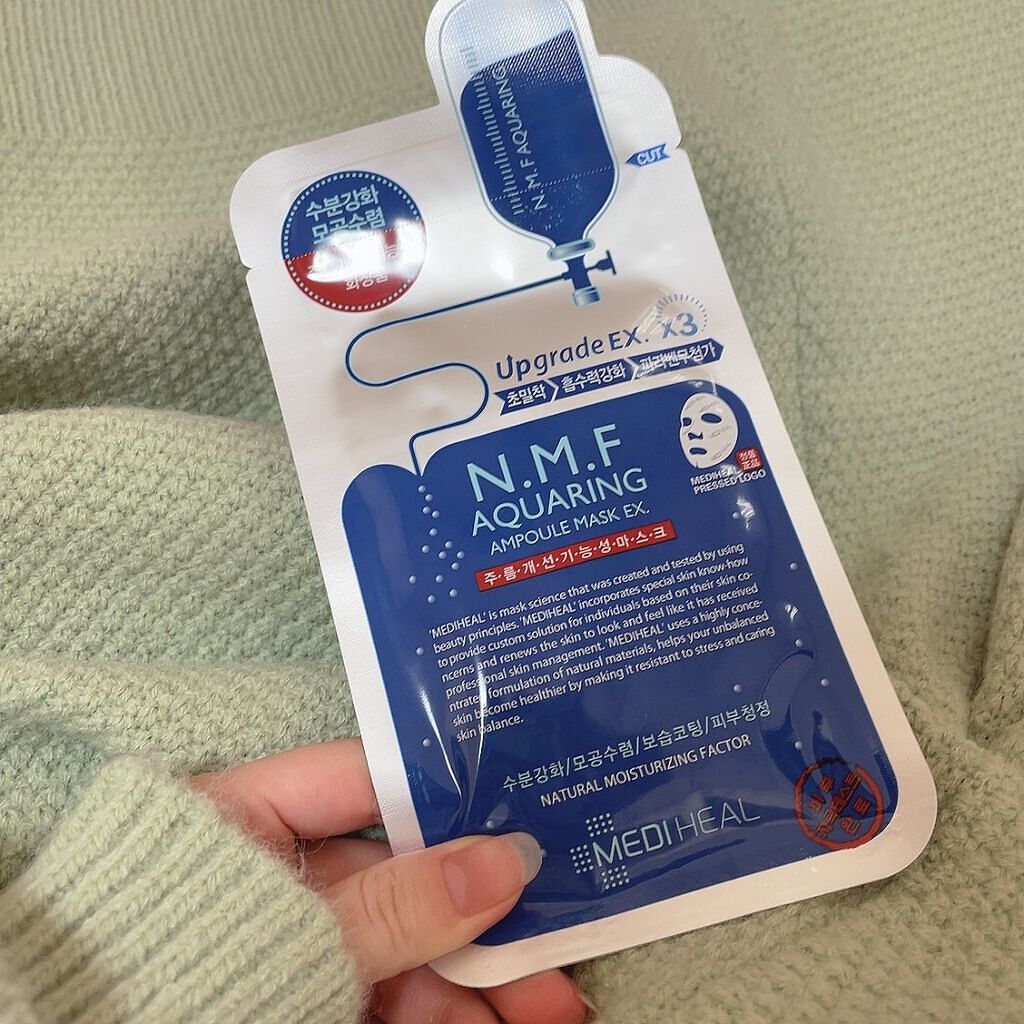 N.M.F AQUARING
CUT
수분강화
모공수렴
Upgrade EX. x3
초밀착 흡수력강화 파라벤무첨가
N.M.F
AQUARING
AMPOULE MASK EX.
MEDIHEAL
PRESSED LOGO
주·름·개·선·기·능·성·마·스·크
'MEDIHEAL' is mask science that was created and tested by using
beauty principles. 'MEDIHEAL' incorporates special skin know-how
to provide custom solution for individuals based on their skin co-
ncerns and renews the skin to look and feel like it has received
professional skin management. 'MEDIHEAL' uses a highly conce-
ntrated formulation of natural materials, helps your unbalanced
skin become healthier by making it resistant to stress and caring
skin balance.
수분강화/모공수렴/보습코팅/피부청정
NATURAL MOISTURIZING FACTOR
MEDIHEAL